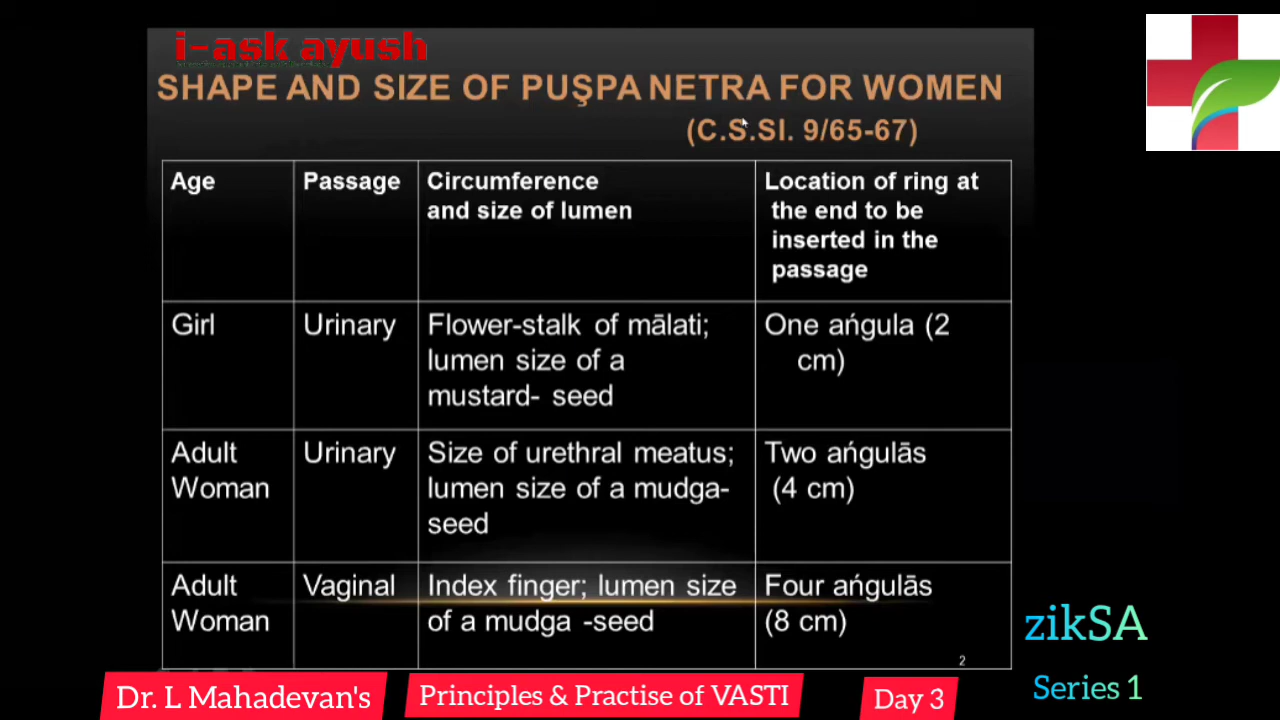 i-ask ayush
SHAPE AND SIZE OF PUŞPA NETRA FOR WOMEN
(C.S.SI. 9/65-67)
Age
Passage
Circumference
and size of lumen
Location of ring at
the end to be
inserted in the
passage
Girl
Urinary
Flower-stalk of mālati;
lumen size of a
mustard- seed
One ańgula (2
cm)
Adult
Woman
Urinary
Size of urethral meatus;
lumen size of a mudga-
seed
Two ańgulās
(4 cm)
Adult
Woman
Vaginal
Index finger; lumen size
of a mudga -seed
Four ańgulās
(8 cm)
2
zikSA
Series 1
Dr. L Mahadevan's
Principles & Practise of VASTI
Day 3